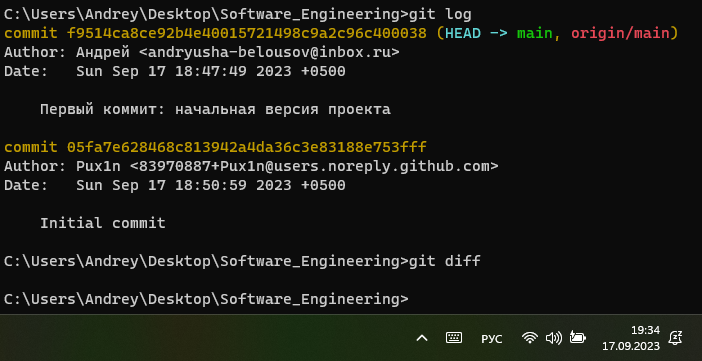 C:\Users\Andrey\Desktop\Software_Engineering>git log
commit f9514ca8ce92b4e40015721498c9a2c96c400038 (HEAD -> main, origin/main)
Author: Андрей <andryusha-belousov@inbox.ru>
Date:   Sun Sep 17 18:47:49 2023 +0500
Первый коммит: начальная версия проекта
commit 05fa7e628468c813942a4da36c3e83188e753fff
Author: Pux1n <83970887+Pux1n@users.noreply.github.com>
Date:   Sun Sep 17 18:50:59 2023 +0500
Initial commit
C:\Users\Andrey\Desktop\Software_Engineering>git diff
C:\Users\Andrey\Desktop\Software_Engineering>
РУС
19:34
17.09.2023